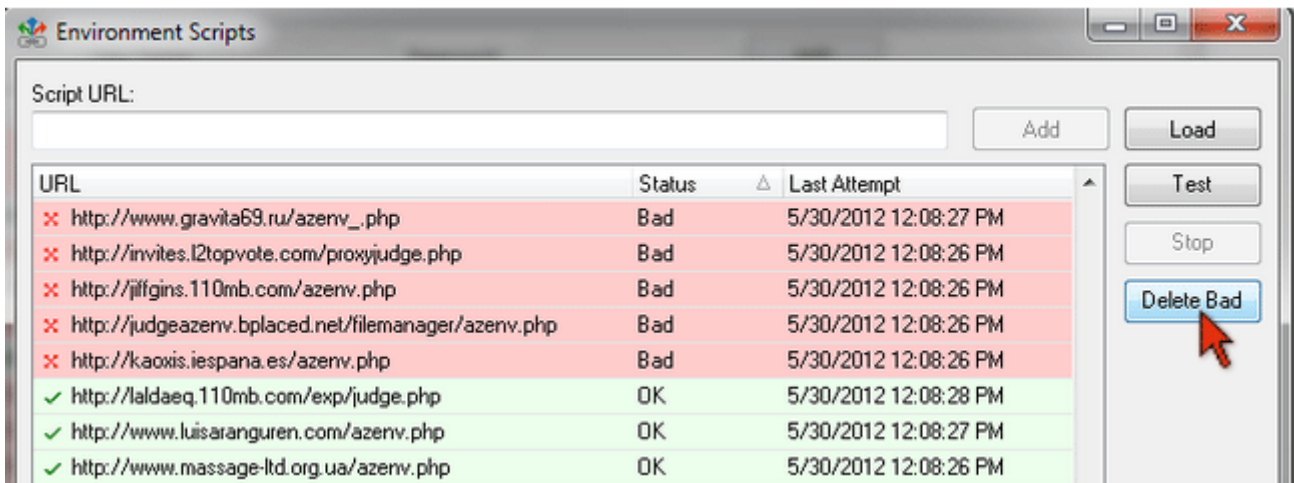 Environment Scripts
Script URL:
Add Load
URL Status Last Attempt Test
http://www.gravita69.ru/azenv_.php Bad 5/30/2012 12:08:27 PM
Stop
http://invites.l2topvote.com/proxyjudge.php Bad 5/30/2012 12:08:26 PM
http://jiffgins.110mb.com/azenv.php Bad 5/30/2012 12:08:26 PM
Delete Bad
http://judgeazenv.bplaced.net/filemanager/azenv.php Bad 5/30/2012 12:08:26 PM
http://kaoxis.iespana.es/azenv.php Bad 5/30/2012 12:08:26 PM
http://laldaeq.110mb.com/exp/judge.php OK 5/30/2012 12:08:28 PM
http://www.luisaranguren.com/azenv.php OK 5/30/2012 12:08:27 PM
http://www.massage-ltd.org.ua/azenv.php OK 5/30/2012 12:08:26 PM